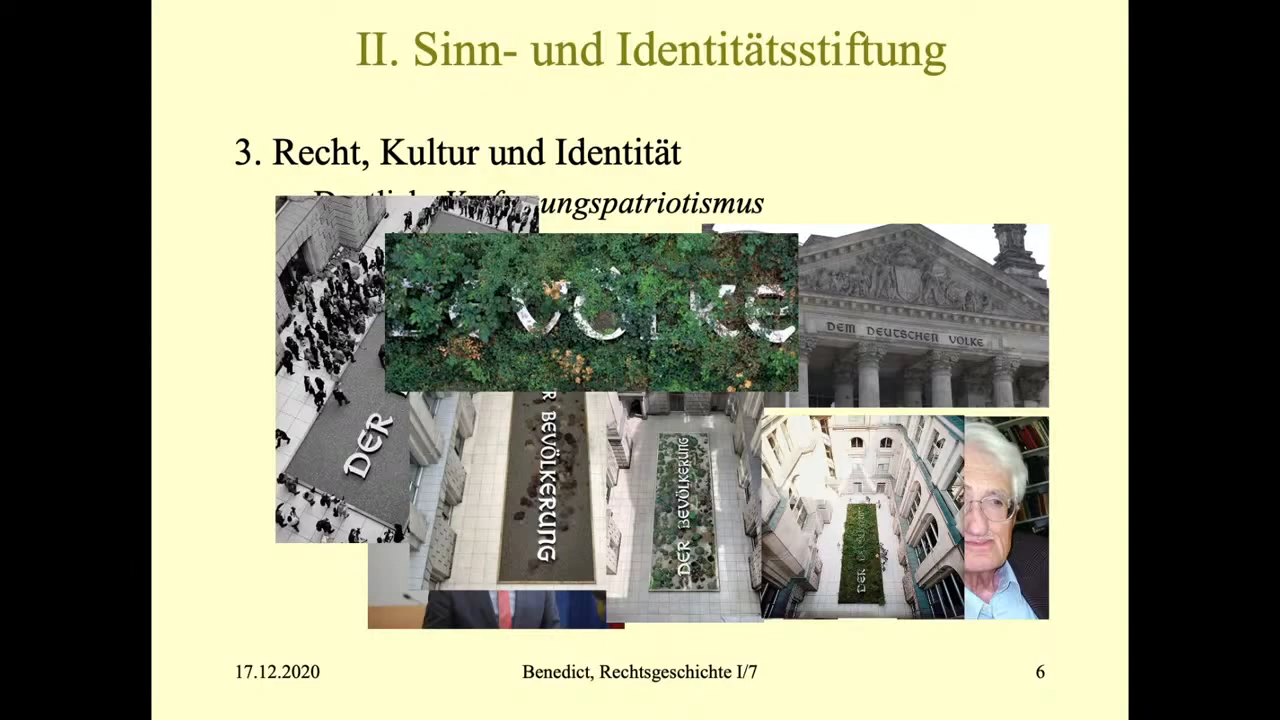 II. Sinn- und Identitätsstiftung
3. Recht, Kultur und Identität
ungspatriotismus
DEM DEUTSCHEN VOLKE
DER
BEVÖLKERUNG
DER BEVÖLKERUNG
DER
17.12.2020
Benedict, Rechtsgeschichte I/7
6